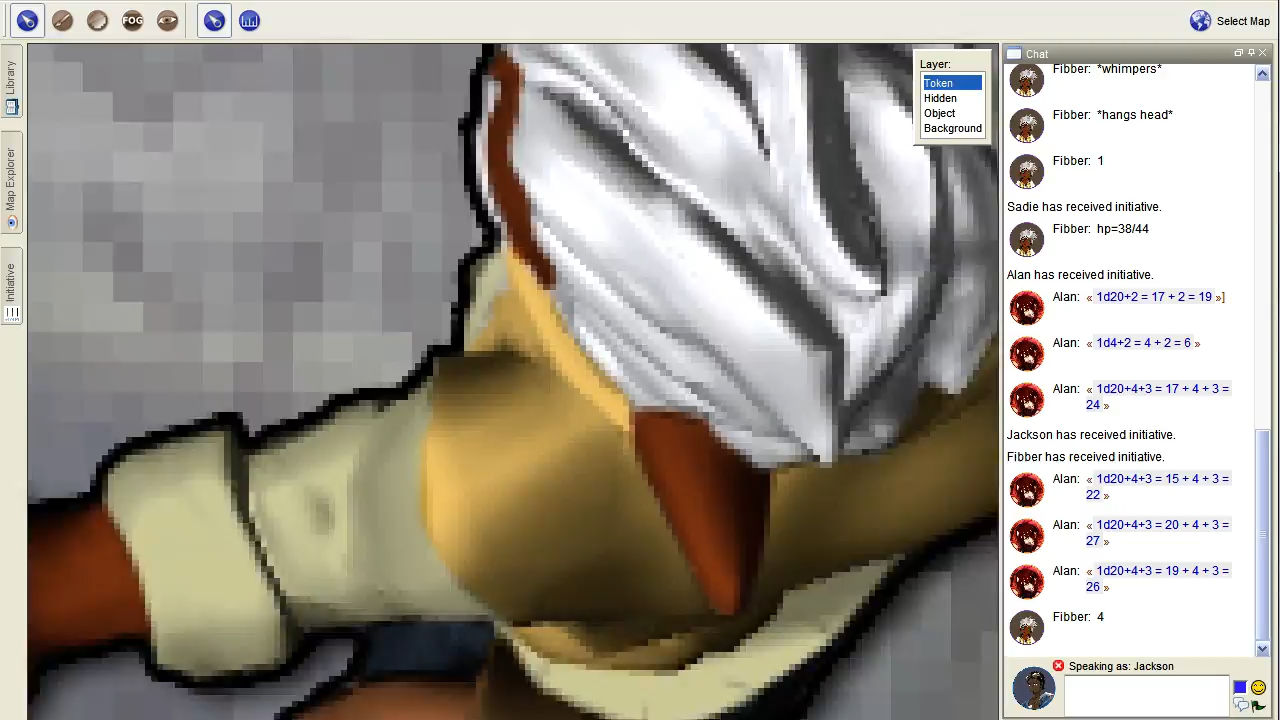 FOG
Select Map
Library
Map Explorer
Initiative
Layer:
Token
Hidden
Object
Background
Chat
Fibber: *whimpers*
Fibber: *hangs head*
Fibber: 1
Sadie has received initiative.
Fibber: hp=38/44
Alan has received initiative.
Alan: « 1d20+2 = 17 + 2 = 19 »]
Alan: « 1d4+2 = 4 + 2 = 6 »
Alan: « 1d20+4+3 = 17 + 4 + 3 =
24 »
Jackson has received initiative.
Fibber has received initiative.
Alan: « 1d20+4+3 = 15 + 4 + 3 =
22 »
Alan: « 1d20+4+3 = 20 + 4 + 3 =
27 »
Alan: « 1d20+4+3 = 19 + 4 + 3 =
26 »
Fibber: 4
Speaking as: Jackson